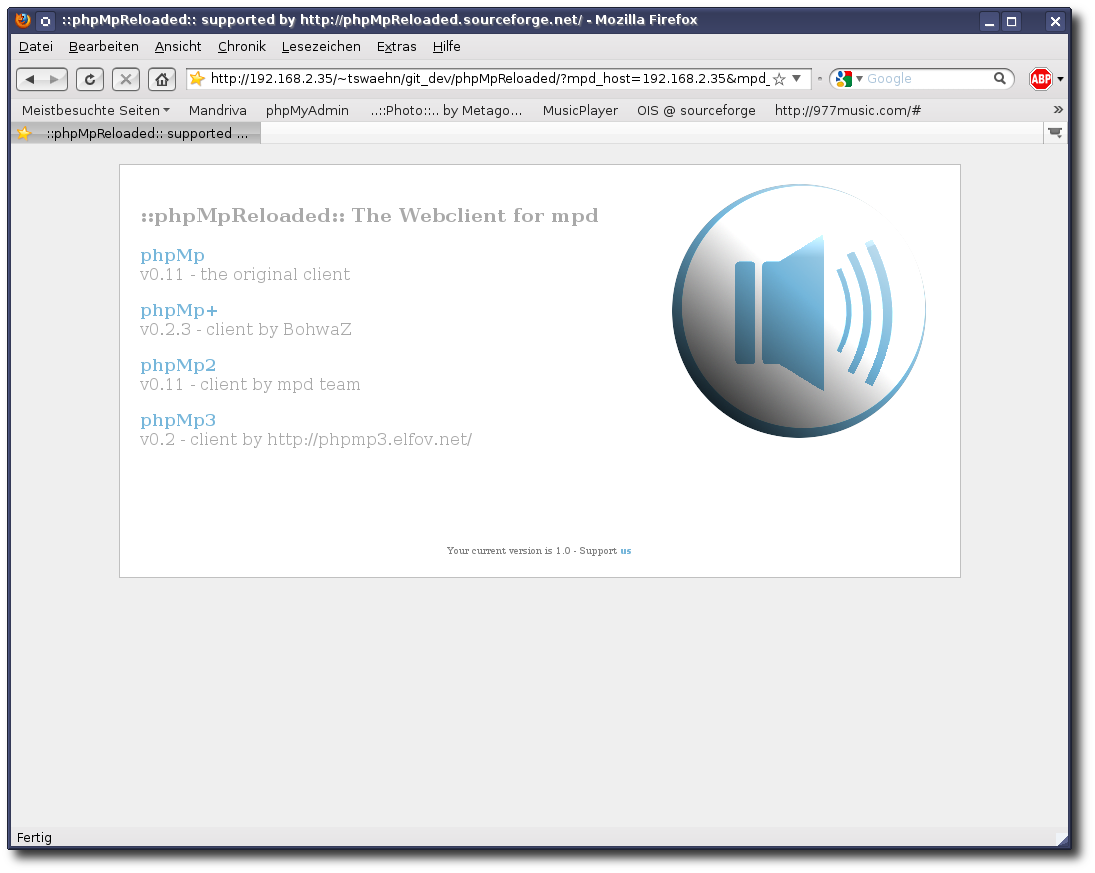 ::phpMpReloaded:: supported by http://phpMpReloaded.sourceforge.net/ - Mozilla Firefox
Datei Bearbeiten Ansicht Chronik Lesezeichen Extras Hilfe
http://192.168.2.35/~tswaehn/git_dev/phpMpReloaded/?mpd_host=192.168.2.35&mpd_ Google ABP
Meistbesuchte Seiten Mandriva phpMyAdmin ..::Photo::.. by Metago... MusicPlayer OIS @ sourceforge http://977music.com/# »
::phpMpReloaded:: supported ...
::phpMpReloaded:: The Webclient for mpd
phpMp
v0.11 - the original client
phpMp+
v0.2.3 - client by BohwaZ
phpMp2
v0.11 - client by mpd team
phpMp3
v0.2 - client by http://phpmp3.elfov.net/
Your current version is 1.0 - Support us
Fertig